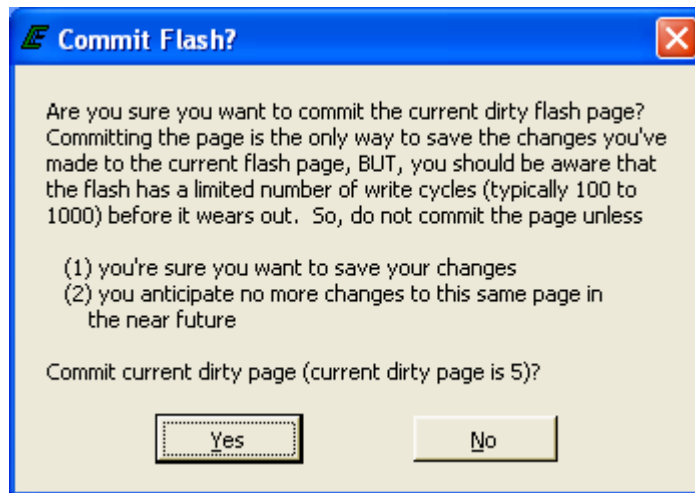 Commit Flash?
Are you sure you want to commit the current dirty flash page?
Committing the page is the only way to save the changes you've
made to the current flash page, BUT, you should be aware that
the flash has a limited number of write cycles (typically 100 to
1000) before it wears out.  So, do not commit the page unless
(1) you're sure you want to save your changes
(2) you anticipate no more changes to this same page in
the near future
Commit current dirty page (current dirty page is 5)?
Yes No